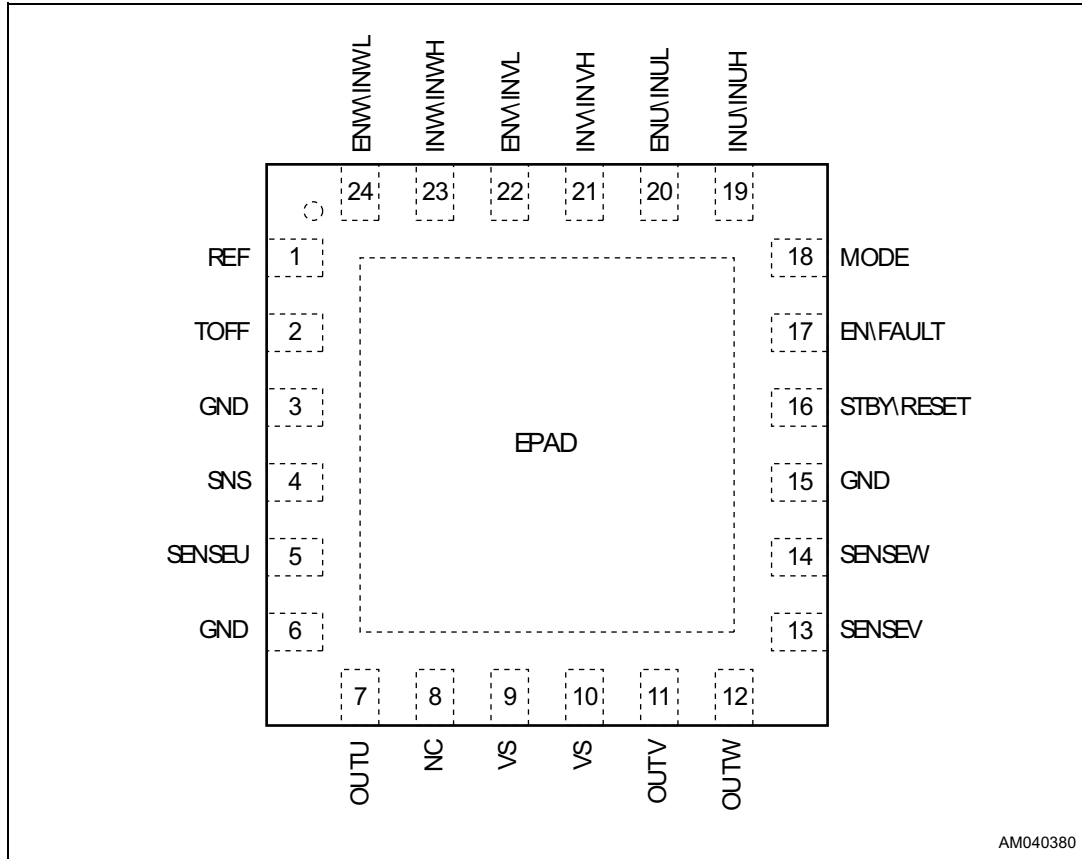 ENW\INWL
INW\INWH
ENV\INVL
INV\INVH
ENU\INUL
INU\INUH
24
23
22
21
20
19
REF
1
18
MODE
TOFF
2
17
EN\FAULT
GND
3
16
STBY\RESET
EPAD
SNS
4
15
GND
SENSEU
5
14
SENSEW
GND
6
13
SENSEV
7
8
9
10
11
12
OUTU
NC
VS
VS
OUTV
OUTW
AM040380